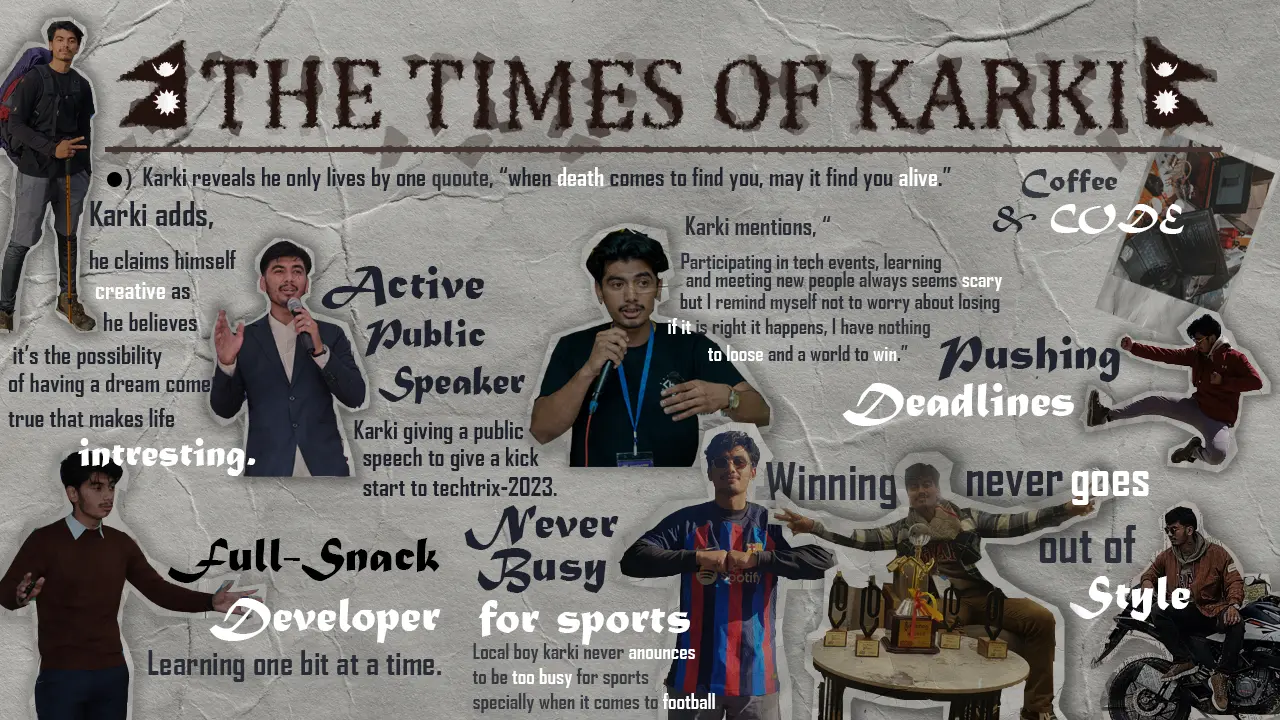 THE TIMES OF KARKI
●) Karki reveals he only lives by one quoute, “when death comes to find you, may it find you alive.”
Karki adds,
he claims himself
creative as
he believes
it’s the possibility
of having a dream come
true that makes life
intresting.
Active
Public
Speaker
Karki giving a public
speech to give a kick
start to techtrix-2023.
Karki mentions, “
Participating in tech events, learning
and meeting new people always seems scary
but I remind myself not to worry about losing
if it is right it happens, I have nothing
to loose and a world to win.”
Coffee
& CODE
Pushing
Deadlines
Full-Snack
Developer
Learning one bit at a time.
Never
Busy
for sports
Local boy karki never anounces
to be too busy for sports
specially when it comes to football
Spotify
Winning never goes
out of
Style